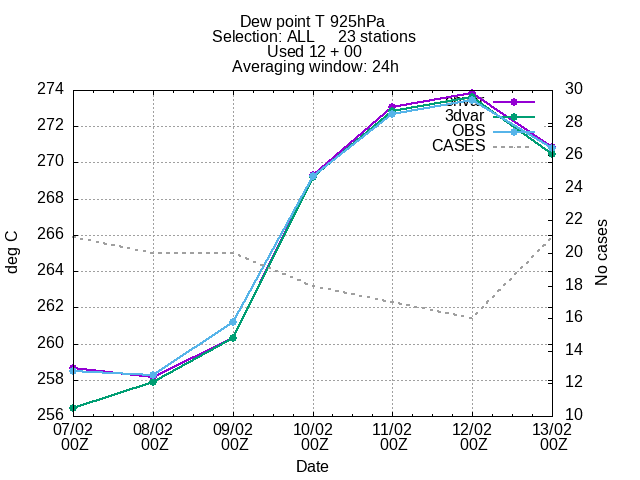 Dew point T 925hPa
Selection: ALL 23 stations
Used 12 + 00
Averaging window: 24h
274
272
270
268
266
264
262
260
258
256
deg C
30
28
26
24
22
20
18
16
14
12
10
No cases
3dvar
OBS
CASES
07/02 08/02 09/02 10/02 11/02 12/02 13/02
00Z 00Z 00Z 00Z 00Z 00Z 00Z
Date